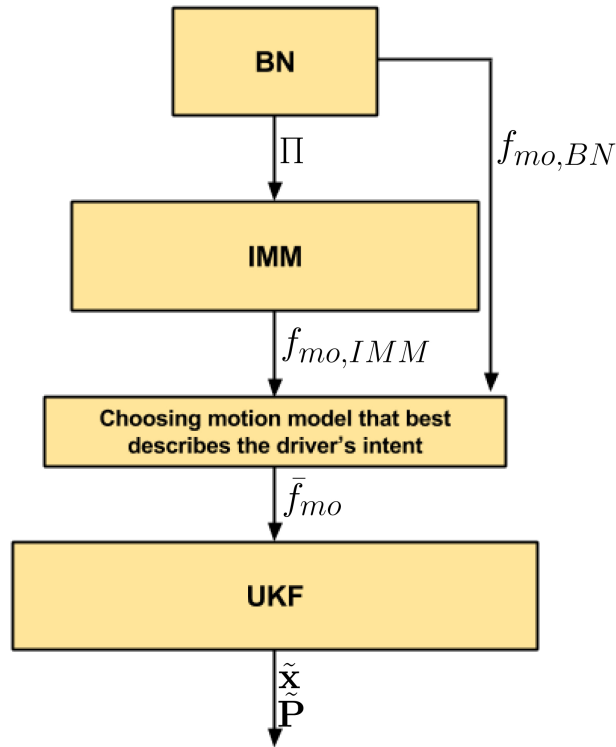 BN
Π
f_{mo,BN}
IMM
f_{mo,IMM}
Choosing motion model that best
describes the driver's intent
f̄_{mo}
UKF
x̃
P̃